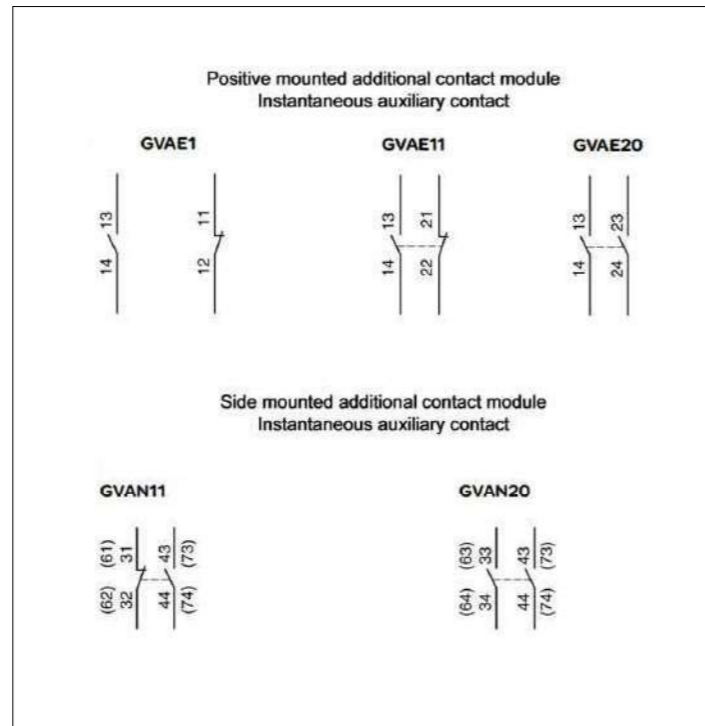 Positive mounted additional contact module
Instantaneous auxiliary contact
GVAE1
GVAE11
GVAE20
13
11
13
21
13
23
14
12
14
22
14
24
Side mounted additional contact module
Instantaneous auxiliary contact
GVAN11
GVAN20
(61) 31 43 (73)
(63) 33 43 (73)
(62) 32 44 (74)
(64) 34 44 (74)